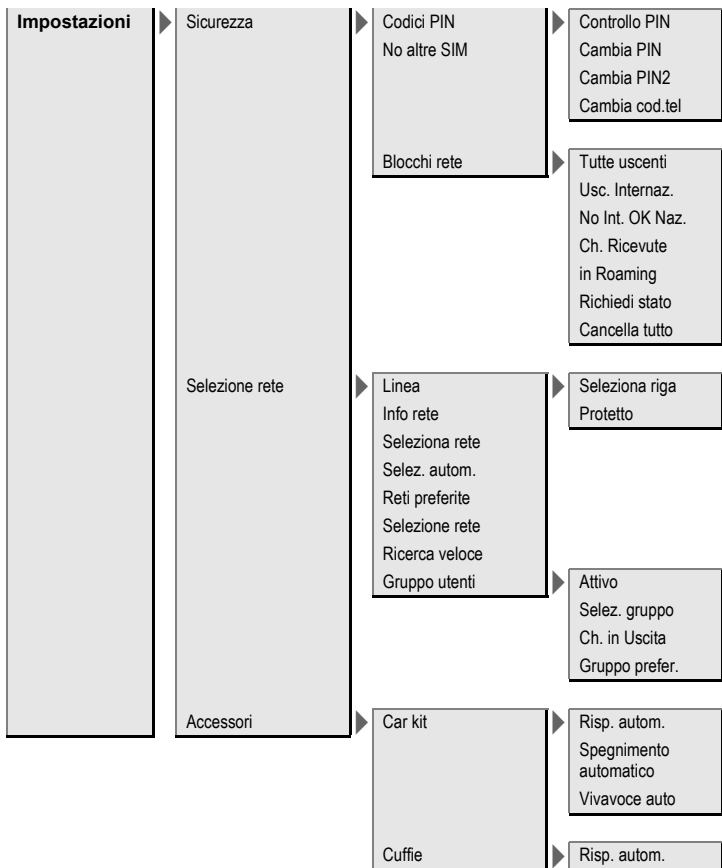 Impostazioni
Sicurezza
Codici PIN
Controllo PIN
Cambia PIN
Cambia PIN2
Cambia cod.tel
No altre SIM
Blocchi rete
Tutte uscenti
Usc. Internaz.
No Int. OK Naz.
Ch. Ricevute
in Roaming
Richiedi stato
Cancella tutto
Selezione rete
Linea
Seleziona riga
Protetto
Info rete
Seleziona rete
Selez. autom.
Reti preferite
Selezione rete
Ricerca veloce
Gruppo utenti
Attivo
Selez. gruppo
Ch. in Uscita
Gruppo prefer.
Accessori
Car kit
Risp. autom.
Spegnimento
automatico
Vivavoce auto
Cuffie
Risp. autom.